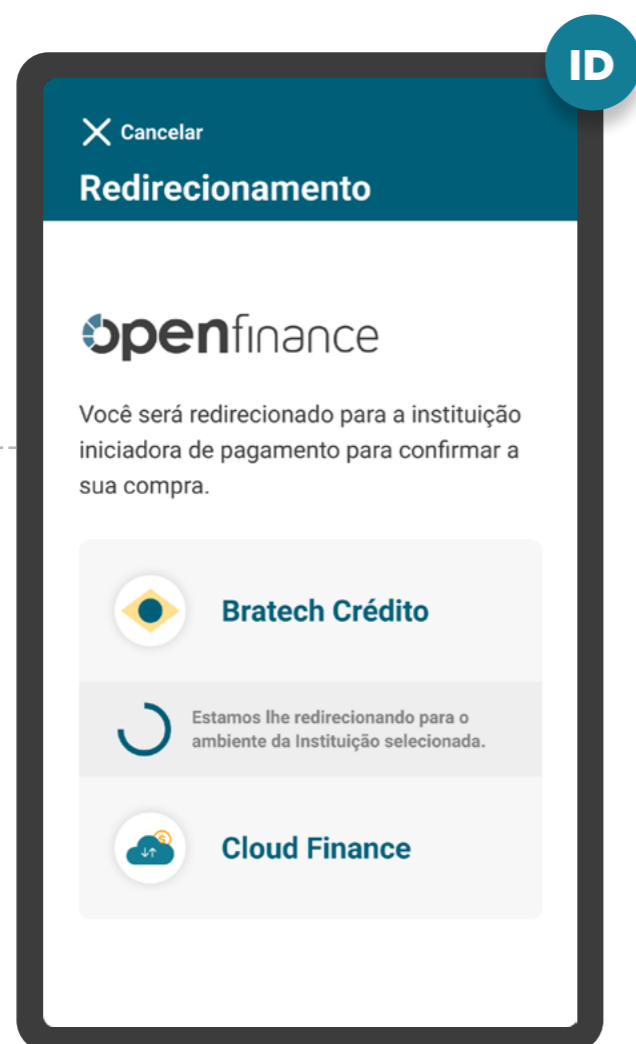 ID
Cancelar
Redirecionamento
openfinance
Você será redirecionado para a instituição
iniciadora de pagamento para confirmar a
sua compra.
Bratech Crédito
Estamos lhe redirecionando para o
ambiente da Instituição selecionada.
$
Cloud Finance